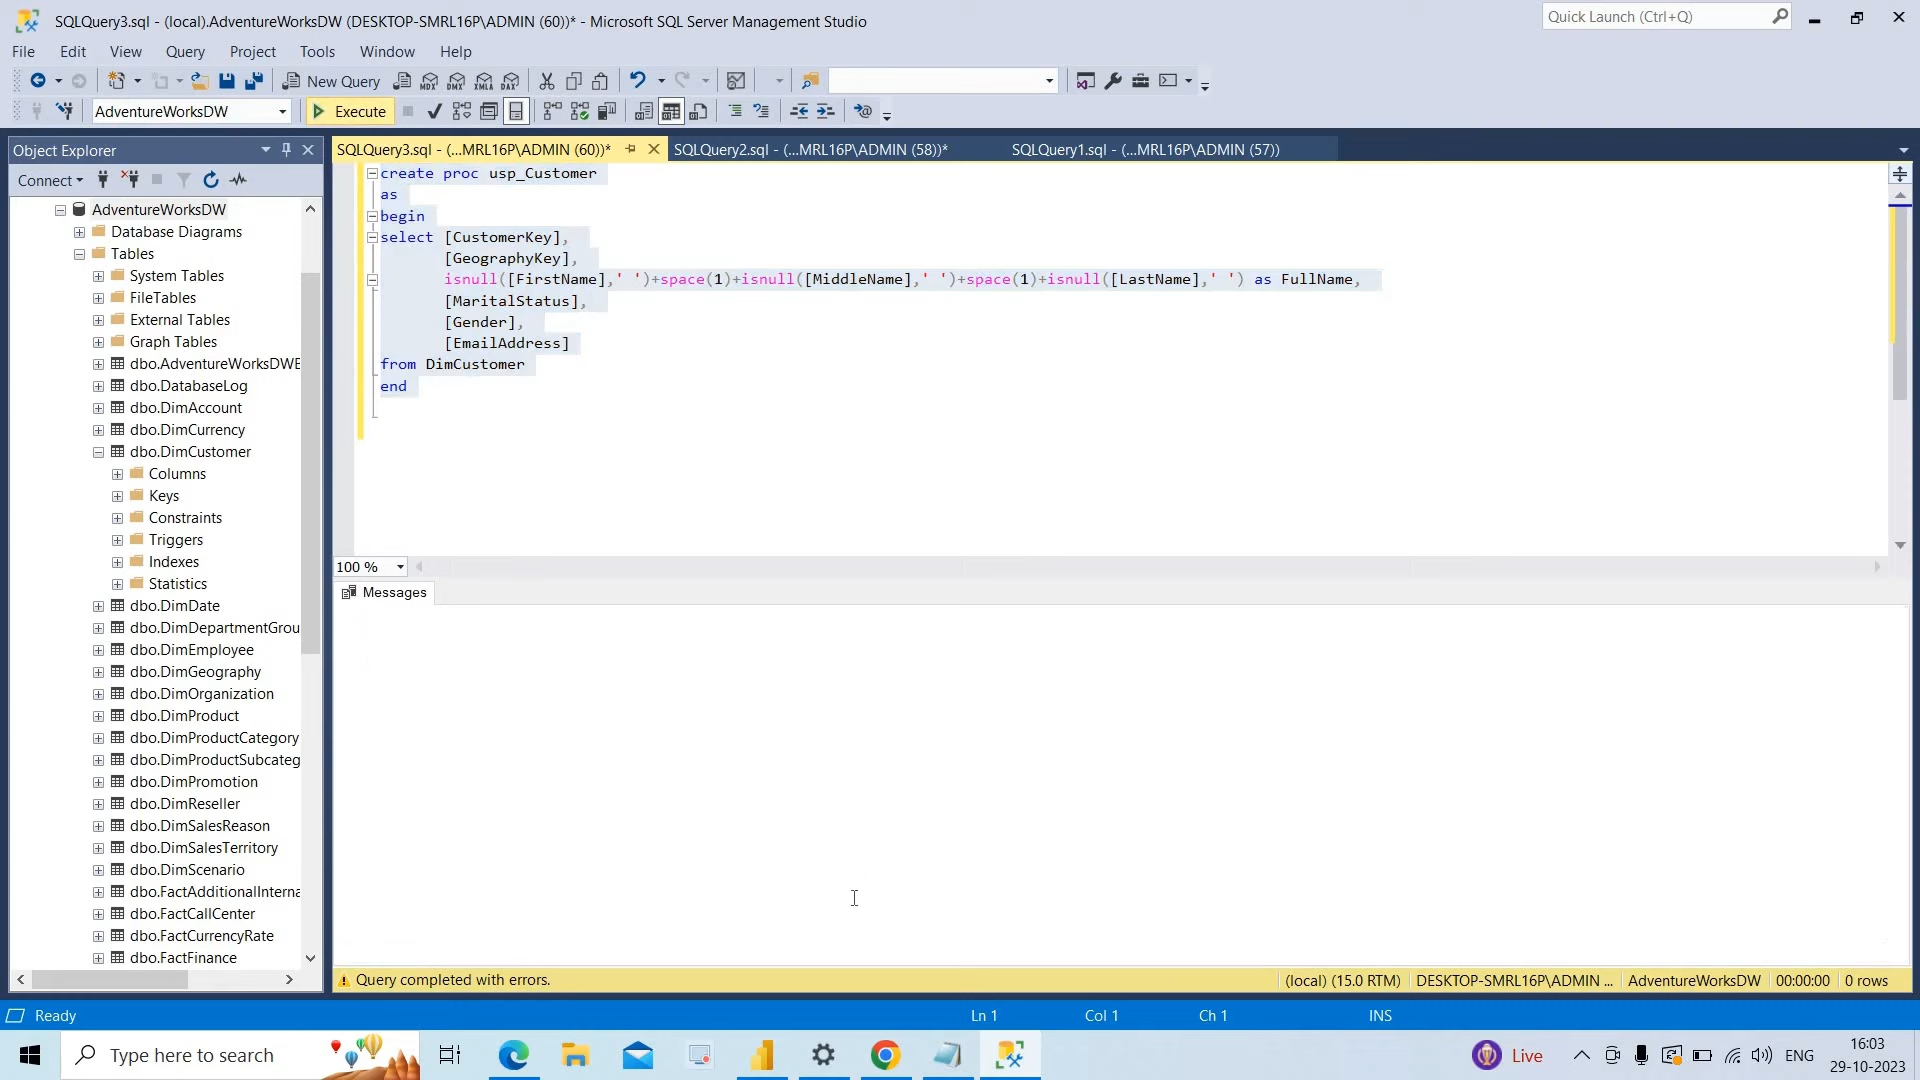 SQLQuery3.sql - (local).AdventureWorksDW (DESKTOP-SMRL16P\ADMIN (60))* - Microsoft SQL Server Management Studio
Quick Launch (Ctrl+Q)
File Edit View Query Project Tools Window Help
New Query MDX DMX XMLA DAX
AdventureWorksDW Execute
Object Explorer
SQLQuery3.sql - (...MRL16P\ADMIN (60))* SQLQuery2.sql - (...MRL16P\ADMIN (58))* SQLQuery1.sql - (...MRL16P\ADMIN (57))
Connect
AdventureWorksDW
Database Diagrams
Tables
System Tables
FileTables
External Tables
Graph Tables
dbo.AdventureWorksDWE
dbo.DatabaseLog
dbo.DimAccount
dbo.DimCurrency
dbo.DimCustomer
Columns
Keys
Constraints
Triggers
Indexes
Statistics
dbo.DimDate
dbo.DimDepartmentGrou
dbo.DimEmployee
dbo.DimGeography
dbo.DimOrganization
dbo.DimProduct
dbo.DimProductCategory
dbo.DimProductSubcateg
dbo.DimPromotion
dbo.DimReseller
dbo.DimSalesReason
dbo.DimSalesTerritory
dbo.DimScenario
dbo.FactAdditionalInterna
dbo.FactCallCenter
dbo.FactCurrencyRate
dbo.FactFinance
create proc usp_Customer
as
begin
select [CustomerKey],
[GeographyKey],
isnull([FirstName],' ')+space(1)+isnull([MiddleName],' ')+space(1)+isnull([LastName],' ') as FullName,
[MaritalStatus],
[Gender],
[EmailAddress]
from DimCustomer
end
100 %
Messages
Query completed with errors. (local) (15.0 RTM) DESKTOP-SMRL16P\ADMIN ... AdventureWorksDW 00:00:00 0 rows
Ready Ln 1 Col 1 Ch 1 INS
Type here to search Live ENG 16:03
29-10-2023